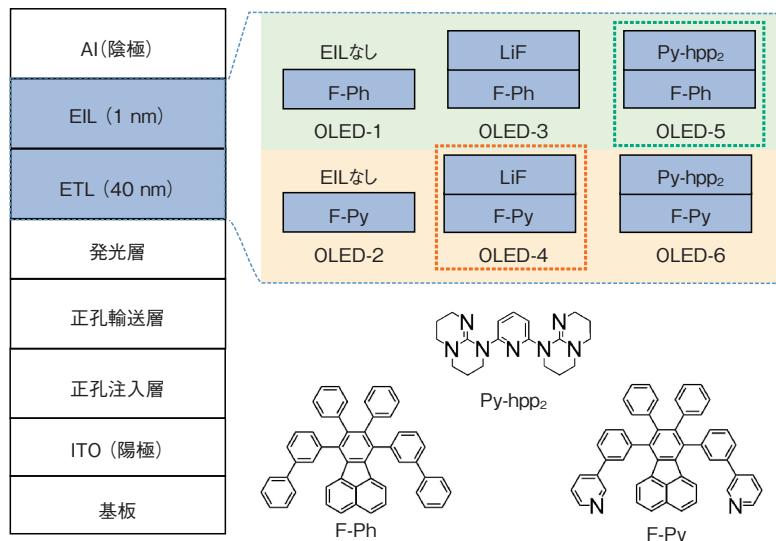 Al（陰極）
EIL（1 nm）
ETL（40 nm）
発光層
正孔輸送層
正孔注入層
ITO（陽極）
基板
EILなし
F-Ph
OLED-1
LiF
F-Ph
OLED-3
Py-hpp₂
F-Ph
OLED-5
EILなし
F-Py
OLED-2
LiF
F-Py
OLED-4
Py-hpp₂
F-Py
OLED-6
N N N N N N N
Py-hpp₂
F-Ph
N N
F-Py